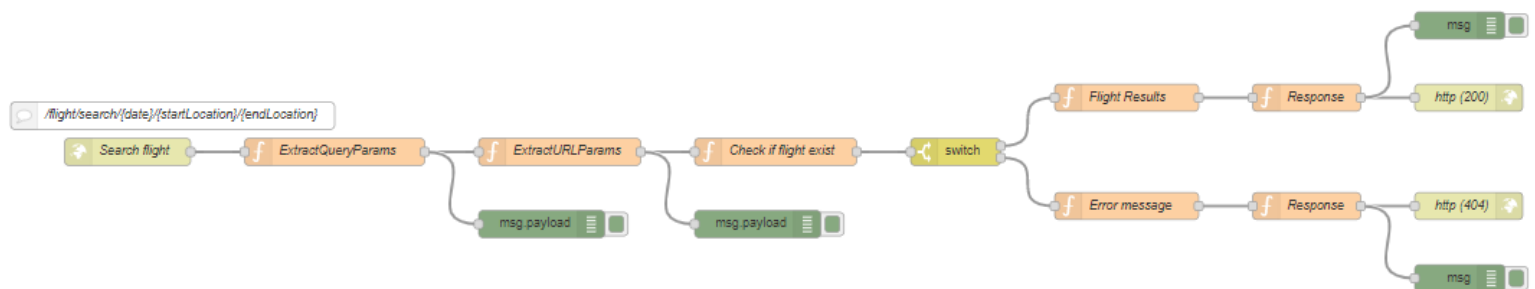 msg
Flight Results
Response
http (200)
/flight/search/{date}/{startLocation}/{endLocation}
Search flight
ExtractQueryParams
ExtractURLParams
Check if flight exist
switch
Error message
Response
http (404)
msg.payload
msg.payload
msg